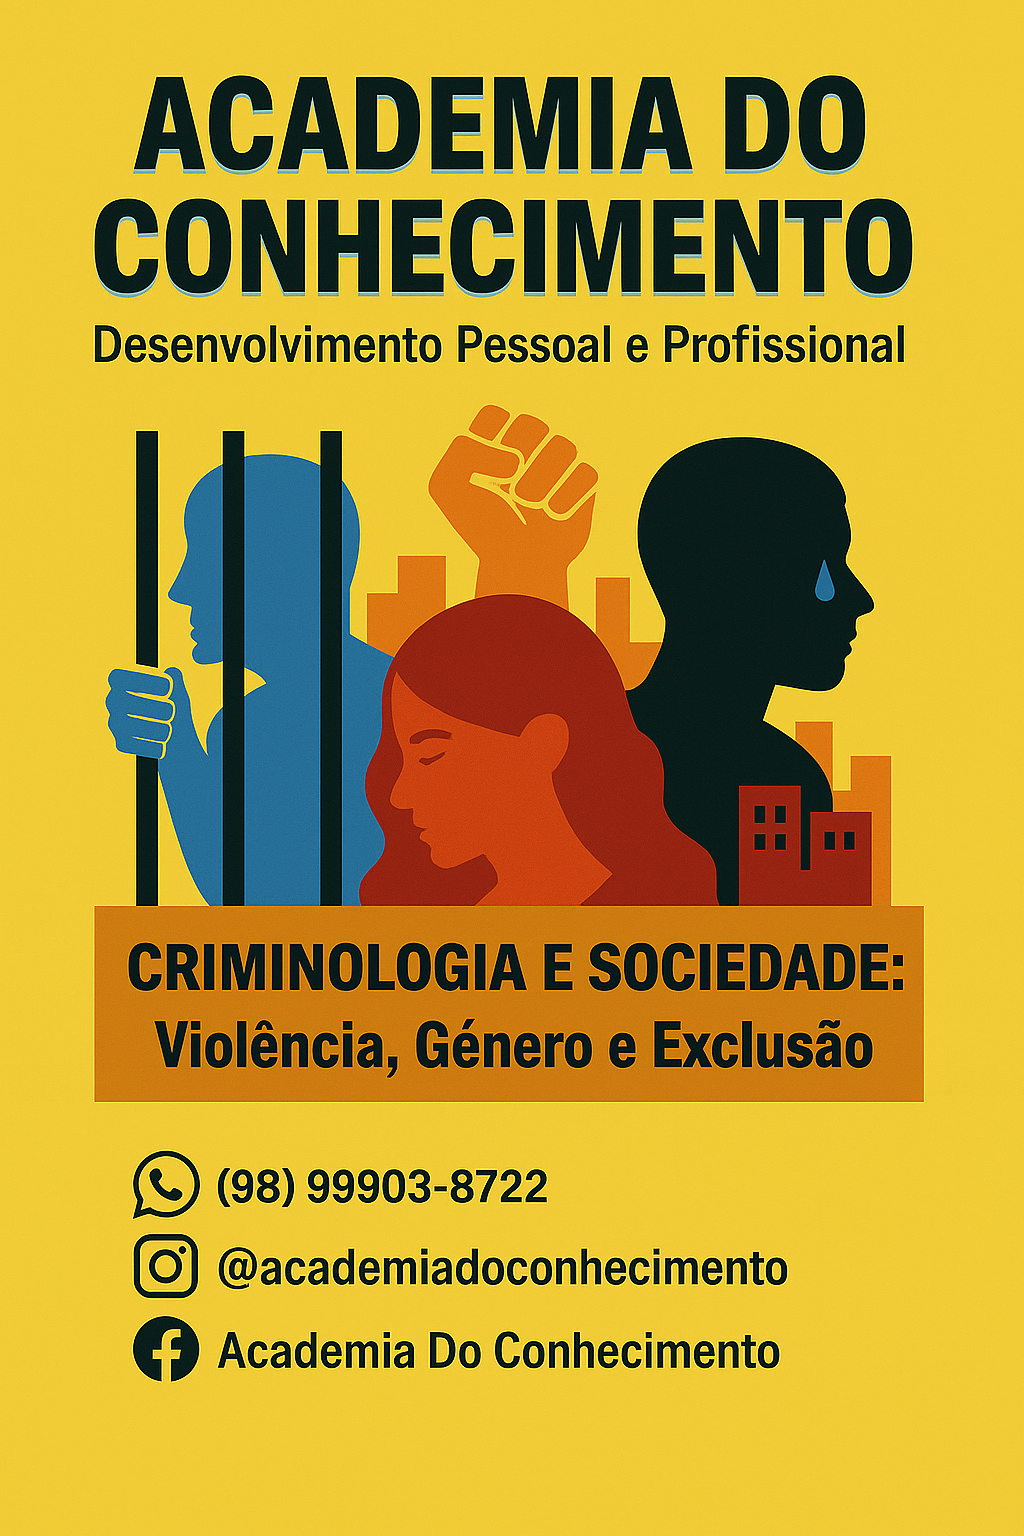 ACADEMIA DO
CONHECIMENTO
Desenvolvimento Pessoal e Profissional
CRIMINOLOGIA E SOCIEDADE:
Violência, Género e Exclusão
(98) 99903-8722
@academiadoconhecimento
Academia Do Conhecimento